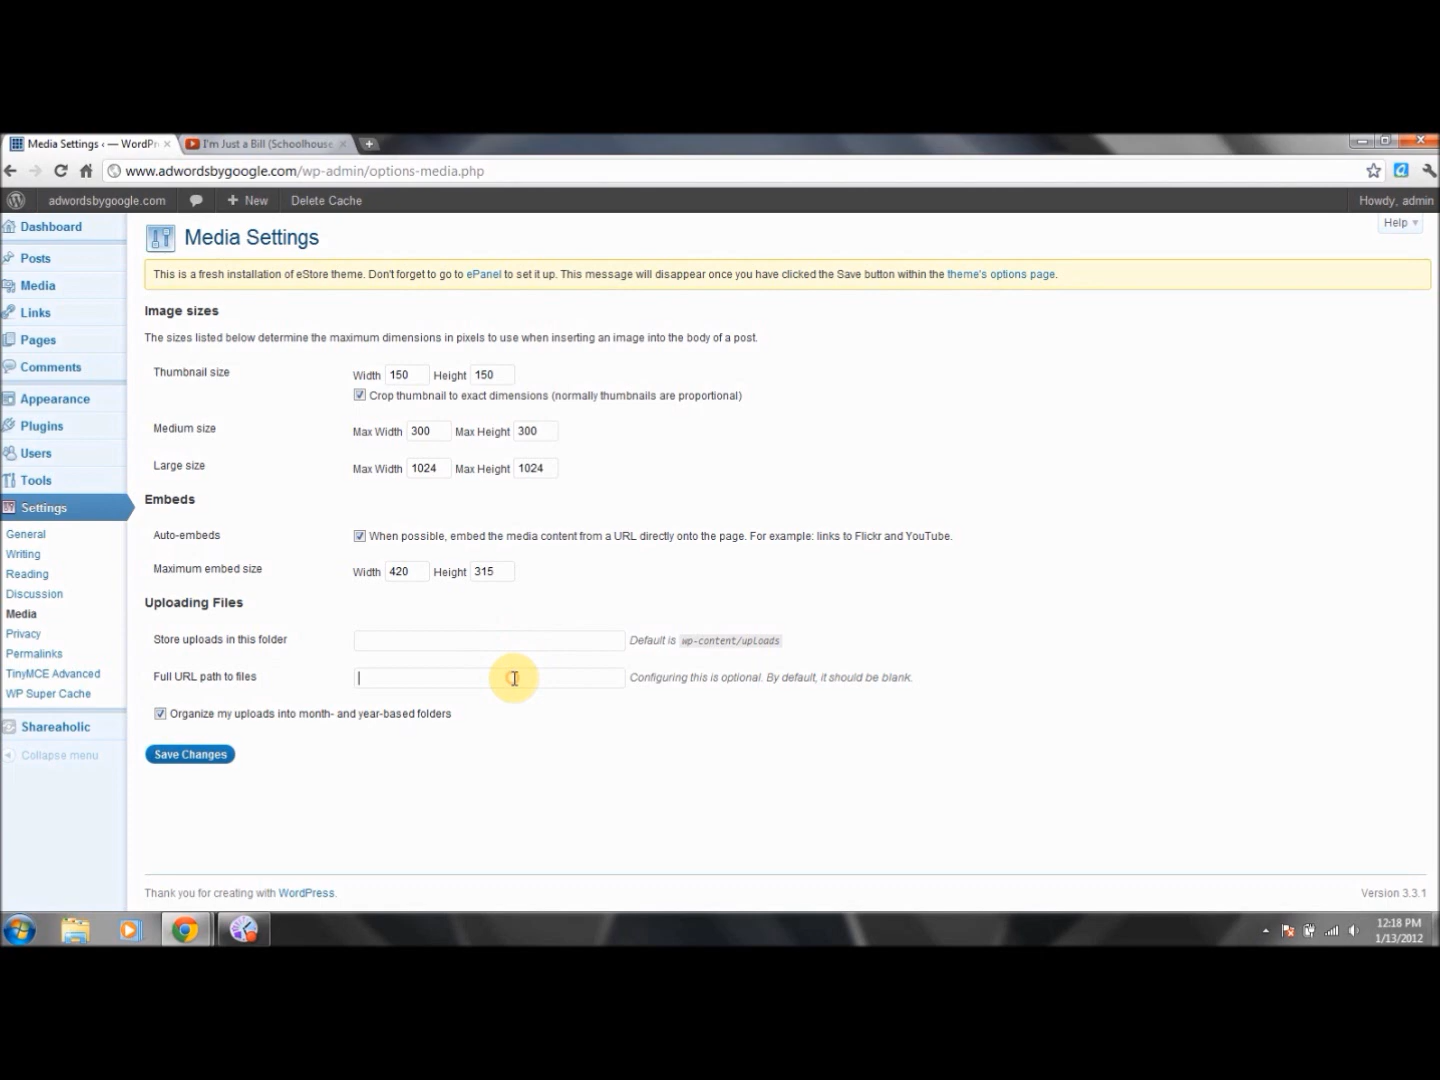 Media Settings ‹ — WordPr
I'm Just a Bill (Schoolhouse
www.adwordsbygoogle.com/wp-admin/options-media.php
adwordsbygoogle.com
+ New
Delete Cache
Howdy, admin
Help
Dashboard
Posts
Media
Links
Pages
Comments
Appearance
Plugins
Users
Tools
Settings
General
Writing
Reading
Discussion
Media
Privacy
Permalinks
TinyMCE Advanced
WP Super Cache
Shareaholic
Collapse menu
Media Settings
This is a fresh installation of eStore theme. Don't forget to go to ePanel to set it up. This message will disappear once you have clicked the Save button within the theme's options page.
Image sizes
The sizes listed below determine the maximum dimensions in pixels to use when inserting an image into the body of a post.
Thumbnail size
Width 150 Height 150
Crop thumbnail to exact dimensions (normally thumbnails are proportional)
Medium size
Max Width 300 Max Height 300
Large size
Max Width 1024 Max Height 1024
Embeds
Auto-embeds
When possible, embed the media content from a URL directly onto the page. For example: links to Flickr and YouTube.
Maximum embed size
Width 420 Height 315
Uploading Files
Store uploads in this folder
Default is wp-content/uploads
Full URL path to files
Configuring this is optional. By default, it should be blank.
Organize my uploads into month- and year-based folders
Save Changes
Thank you for creating with WordPress.
Version 3.3.1
12:18 PM
1/13/2012